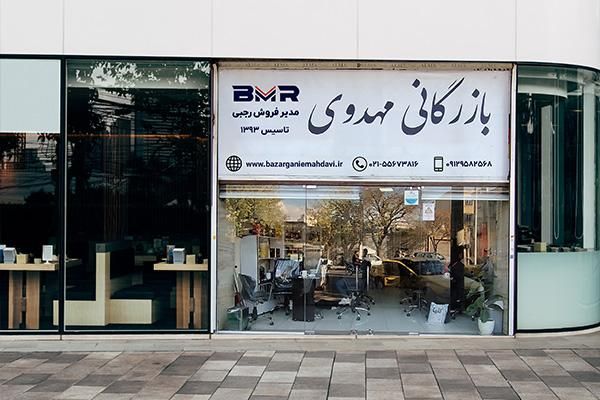 بازرگانی مهدوی
BMR
مدیر فروش رجبی
تاسیس ۱۳۹۳
www.bazarganiemahdavi.ir
۰۲۱-۵۵۶۷۳۸۱۶
۰۹۱۲۹۵۸۲۵۶۸